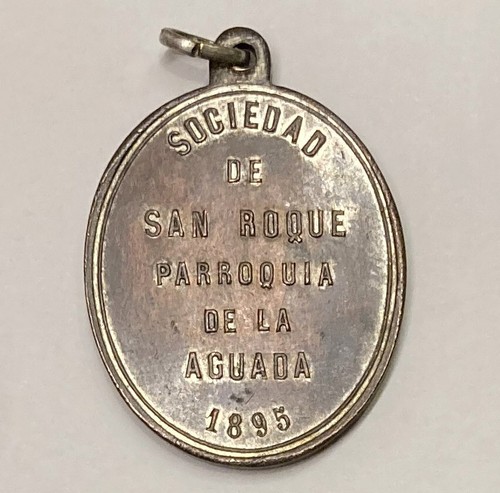 SOCIEDAD
DE
SAN ROQUE
PARROQUIA
DE LA
AGUADA
1895